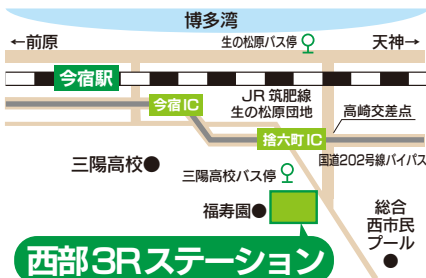 博多湾
←前原
生の松原バス停
天神→
今宿駅
今宿IC
JR 筑肥線
生の松原団地
高崎交差点
捨六町IC
国道202号線バイパス
三陽高校●
三陽高校バス停
福寿園●
総合
西市民
プール
●
西部3Rステーション